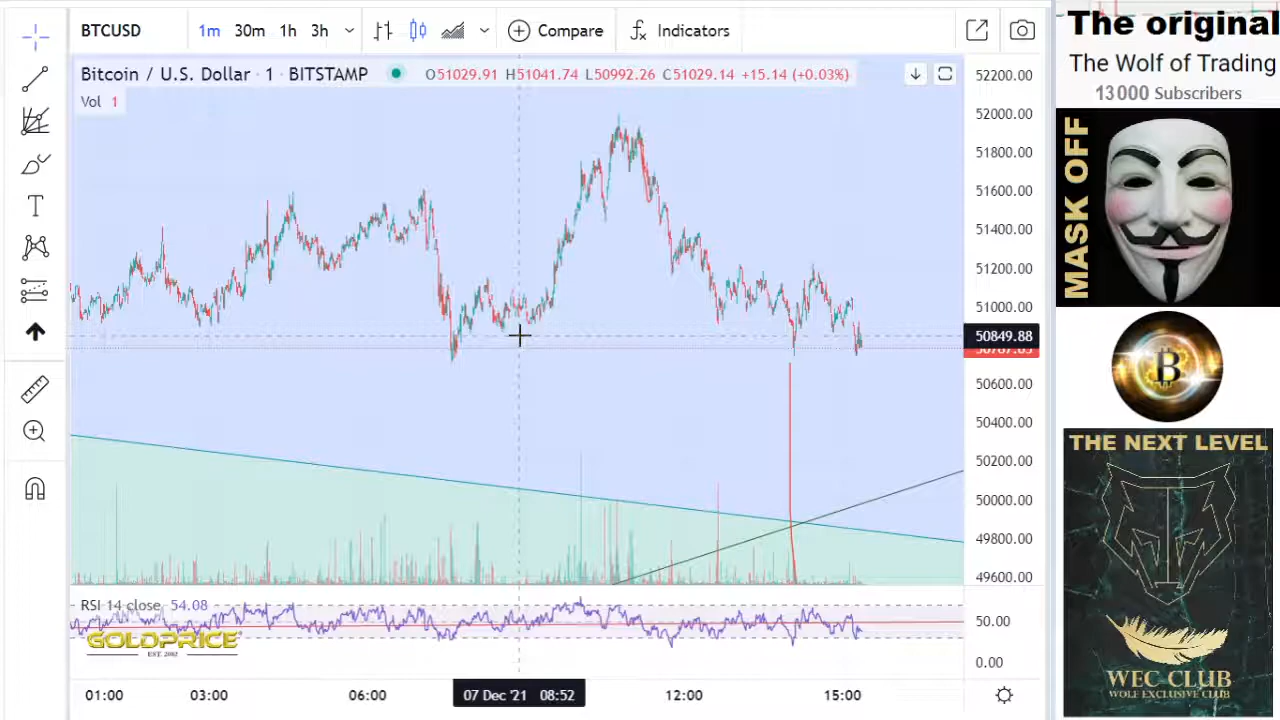 BTCUSD
1m 30m 1h 3h
Compare
Indicators
Bitcoin / U.S. Dollar · 1 · BITSTAMP
O51029.91 H51041.74 L50992.26 C51029.14 +15.14 (+0.03%)
Vol 1
52200.00
52000.00
51800.00
51600.00
51400.00
51200.00
51000.00
50849.88
50600.00
50400.00
50200.00
50000.00
49800.00
49600.00
RSI 14 close 54.08
GOLDPRICE
EST. 2002
50.00
0.00
01:00
03:00
06:00
07 Dec '21 08:52
12:00
15:00
The original
The Wolf of Trading
13000 Subscribers
MASK OFF
B
THE NEXT LEVEL
WEC CLUB
WOLF EXCLUSIVE CLUB